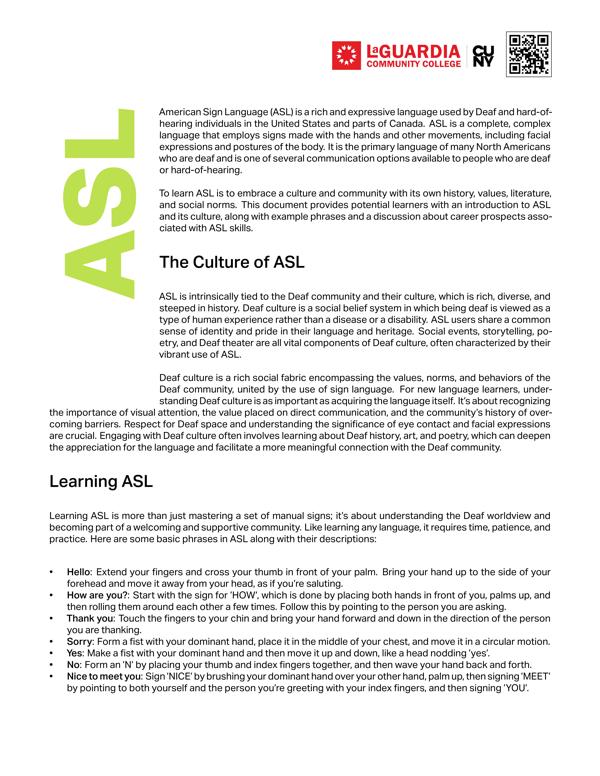 LAGUARDIA
COMMUNITY COLLEGE
CU
NY
ASL
American Sign Language (ASL) is a rich and expressive language used by Deaf and hard-of-
hearing individuals in the United States and parts of Canada. ASL is a complete, complex
language that employs signs made with the hands and other movements, including facial
expressions and postures of the body. It is the primary language of many North Americans
who are deaf and is one of several communication options available to people who are deaf
or hard-of-hearing.
To learn ASL is to embrace a culture and community with its own history, values, literature,
and social norms. This document provides potential learners with an introduction to ASL
and its culture, along with example phrases and a discussion about career prospects asso-
ciated with ASL skills.
The Culture of ASL
ASL is intrinsically tied to the Deaf community and their culture, which is rich, diverse, and
steeped in history. Deaf culture is a social belief system in which being deaf is viewed as a
type of human experience rather than a disease or a disability. ASL users share a common
sense of identity and pride in their language and heritage. Social events, storytelling, po-
etry, and Deaf theater are all vital components of Deaf culture, often characterized by their
vibrant use of ASL.
Deaf culture is a rich social fabric encompassing the values, norms, and behaviors of the
Deaf community, united by the use of sign language. For new language learners, under-
standing Deaf culture is as important as acquiring the language itself. It's about recognizing
the importance of visual attention, the value placed on direct communication, and the community's history of over-
coming barriers. Respect for Deaf space and understanding the significance of eye contact and facial expressions
are crucial. Engaging with Deaf culture often involves learning about Deaf history, art, and poetry, which can deepen
the appreciation for the language and facilitate a more meaningful connection with the Deaf community.
Learning ASL
Learning ASL is more than just mastering a set of manual signs; it's about understanding the Deaf worldview and
becoming part of a welcoming and supportive community. Like learning any language, it requires time, patience, and
practice. Here are some basic phrases in ASL along with their descriptions:
• Hello: Extend your fingers and cross your thumb in front of your palm. Bring your hand up to the side of your
forehead and move it away from your head, as if you're saluting.
• How are you?: Start with the sign for 'HOW', which is done by placing both hands in front of you, palms up, and
then rolling them around each other a few times. Follow this by pointing to the person you are asking.
• Thank you: Touch the fingers to your chin and bring your hand forward and down in the direction of the person
you are thanking.
• Sorry: Form a fist with your dominant hand, place it in the middle of your chest, and move it in a circular motion.
• Yes: Make a fist with your dominant hand and then move it up and down, like a head nodding 'yes'.
• No: Form an 'N' by placing your thumb and index fingers together, and then wave your hand back and forth.
• Nice to meet you: Sign 'NICE' by brushing your dominant hand over your other hand, palm up, then signing 'MEET'
by pointing to both yourself and the person you're greeting with your index fingers, and then signing 'YOU'.